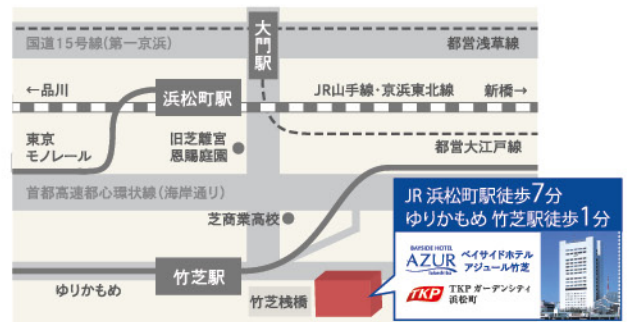 大門駅
国道15号線(第一京浜)
都営浅草線
←品川
浜松町駅
JR山手線・京浜東北線
新橋→
東京
モノレール
旧芝離宮
恩賜庭園
都営大江戸線
首都高速都心環状線(海岸通り)
芝商業高校
JR 浜松町駅徒歩7分
ゆりかもめ 竹芝駅徒歩1分
BAYSIDE HOTEL
AZUR
takeshiba
ベイサイドホテル
アジュール竹芝
TKP
TKP ガーデンシティ
浜松町
竹芝駅
ゆりかもめ
竹芝桟橋